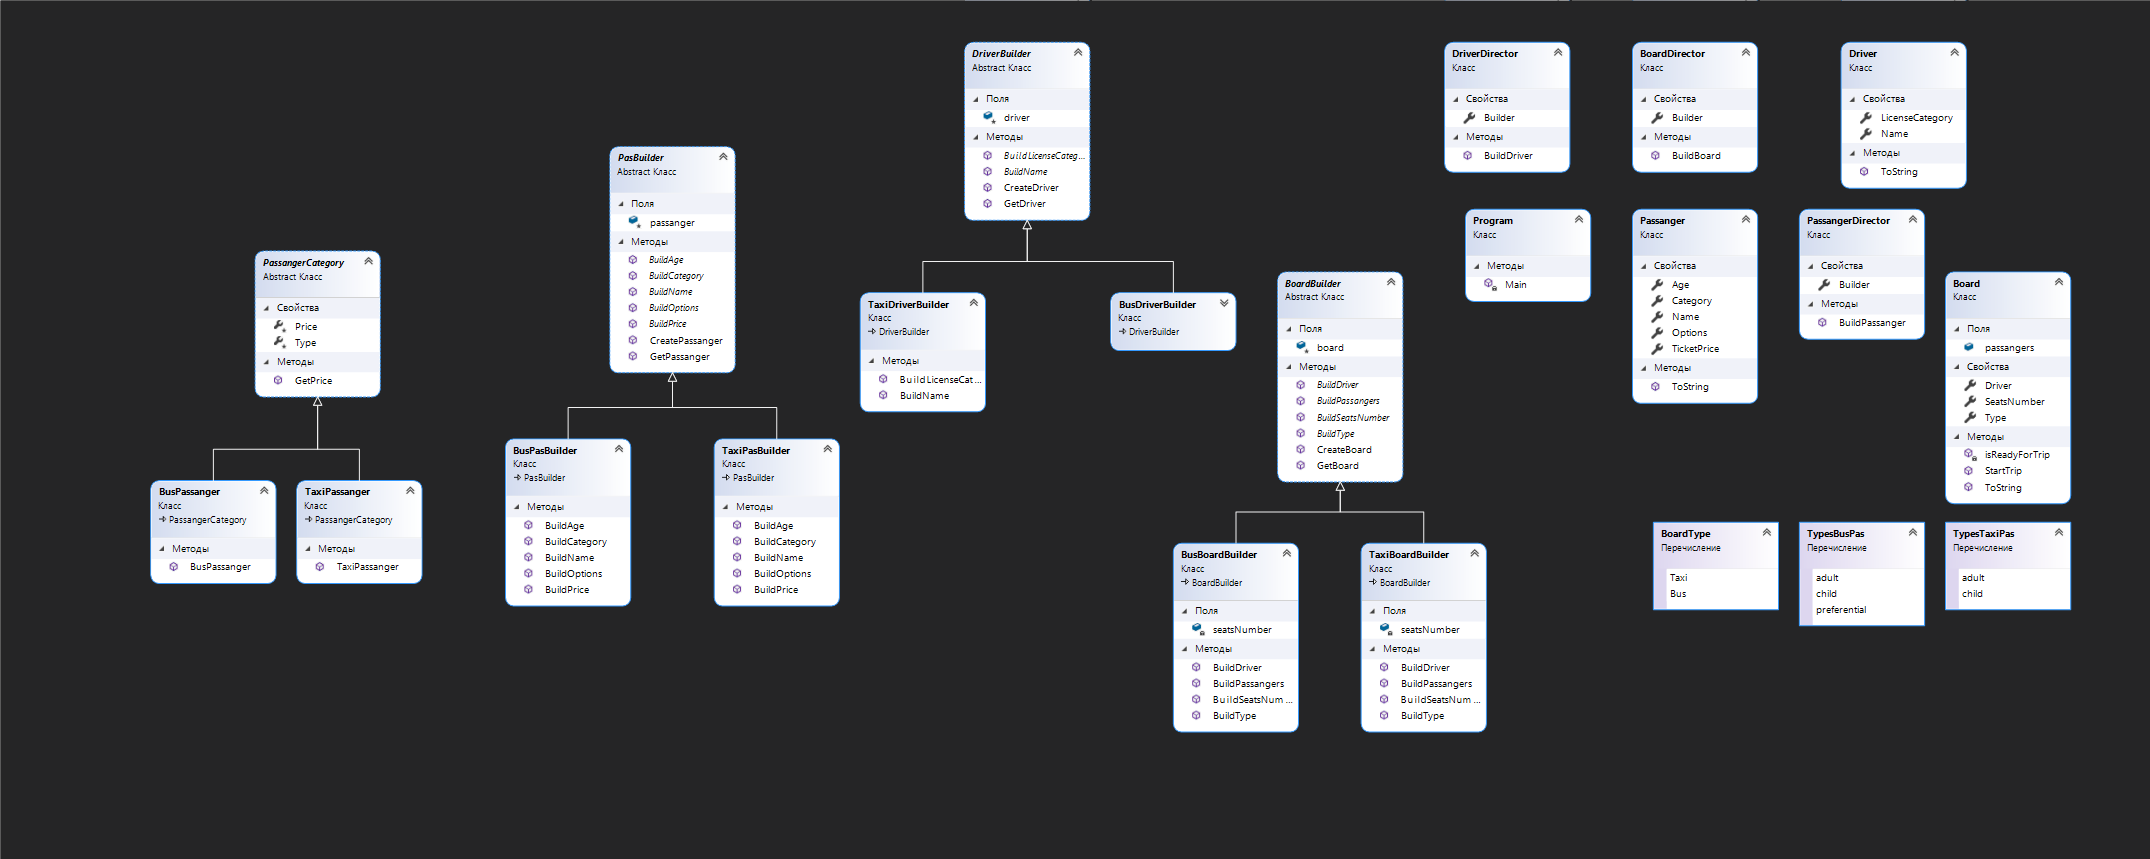 PassangerCategory
Abstract Класс
Свойства
Price
Type
Методы
GetPrice
BusPassanger
Класс
PassangerCategory
Методы
BusPassanger
TaxiPassanger
Класс
PassangerCategory
Методы
TaxiPassanger
PasBuilder
Abstract Класс
Поля
passanger
Методы
BuildAge
BuildCategory
BuildName
BuildOptions
BuildPrice
CreatePassanger
GetPassanger
BusPasBuilder
Класс
PasBuilder
Методы
BuildAge
BuildCategory
BuildName
BuildOptions
BuildPrice
TaxiPasBuilder
Класс
PasBuilder
Методы
BuildAge
BuildCategory
BuildName
BuildOptions
BuildPrice
DriverBuilder
Abstract Класс
Поля
driver
Методы
BuildLicenseCateg...
BuildName
CreateDriver
GetDriver
TaxiDriverBuilder
Класс
DriverBuilder
Методы
BuildLicenseCat...
BuildName
BusDriverBuilder
Класс
DriverBuilder
BoardBuilder
Abstract Класс
Поля
board
Методы
BuildDriver
BuildPassangers
BuildSeatsNumber
BuildType
CreateBoard
GetBoard
BusBoardBuilder
Класс
BoardBuilder
Поля
seatsNumber
Методы
BuildDriver
BuildPassangers
BuildSeatsNum...
BuildType
TaxiBoardBuilder
Класс
BoardBuilder
Поля
seatsNumber
Методы
BuildDriver
BuildPassangers
BuildSeatsNum...
BuildType
DriverDirector
Класс
Свойства
Builder
Методы
BuildDriver
BoardDirector
Класс
Свойства
Builder
Методы
BuildBoard
Driver
Класс
Свойства
LicenseCategory
Name
Методы
ToString
Program
Класс
Методы
Main
Passanger
Класс
Свойства
Age
Category
Name
Options
TicketPrice
Методы
ToString
PassangerDirector
Класс
Свойства
Builder
Методы
BuildPassanger
Board
Класс
Поля
passangers
Свойства
Driver
SeatsNumber
Type
Методы
isReadyForTrip
StartTrip
ToString
BoardType
Перечисление
Taxi
Bus
TypesBusPas
Перечисление
adult
child
preferential
TypesTaxiPas
Перечисление
adult
child